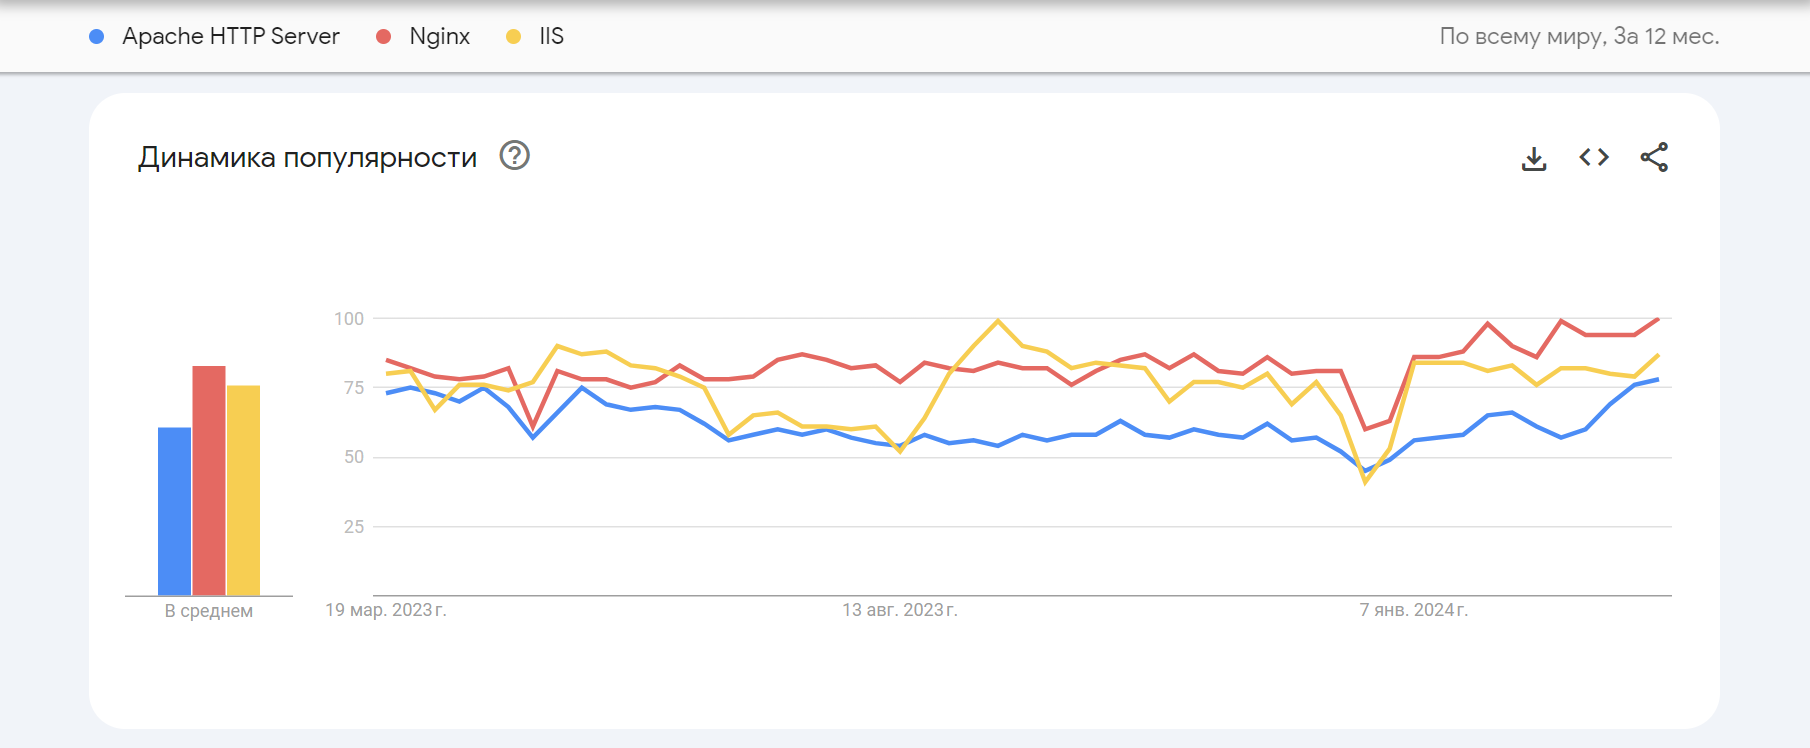 Apache HTTP Server Nginx IIS По всему миру, За 12 мес.
Динамика популярности
100
75
50
25
В среднем
19 мар. 2023 г. 13 авг. 2023 г. 7 янв. 2024 г.